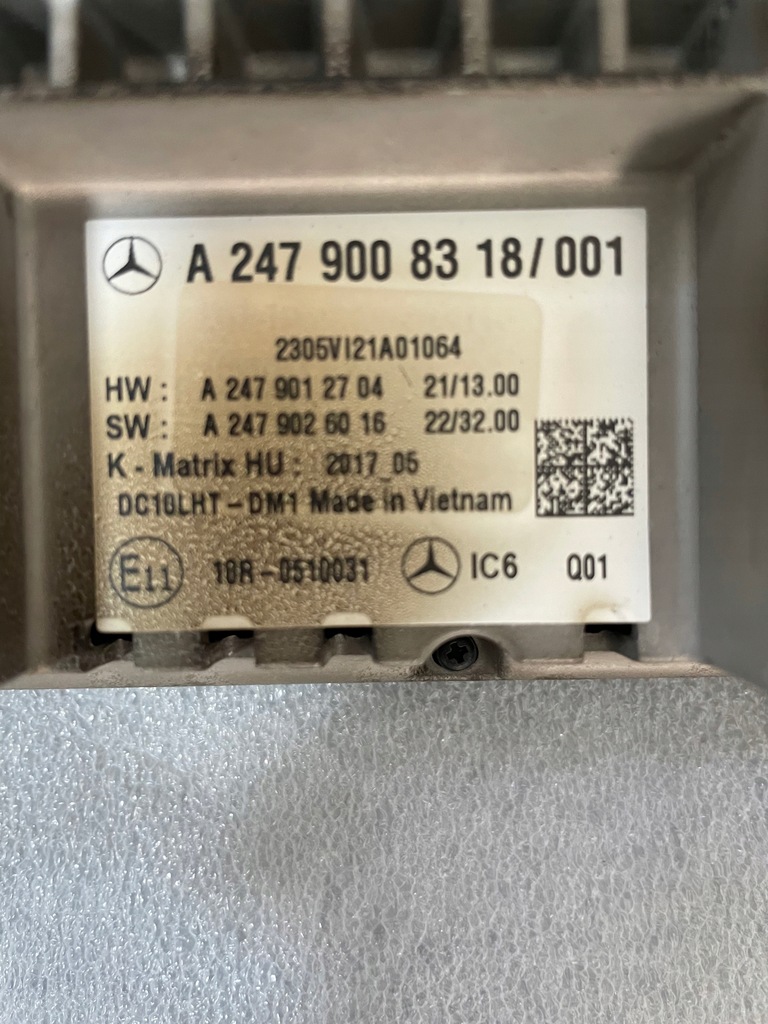 A 247 900 83 18/001
2305VI21A01064
HW : A 247 901 27 04 21/13.00
SW : A 247 902 60 16 22/32.00
K - Matrix HU : 2017_05
DC10LHT - DM1 Made in Vietnam
E11 10R - 0510031 IC6 Q01